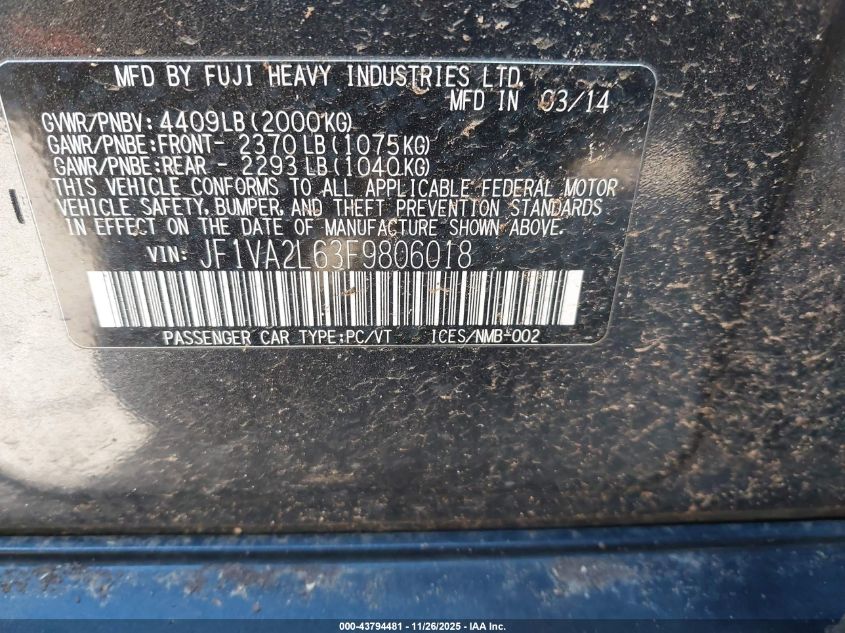 MFD BY FUJI HEAVY INDUSTRIES LTD.
MFD IN 03/14
GVWR/PNBV: 4409LB(2000KG)
GAWR/PNBE:FRONT- 2370LB(1075KG)
GAWR/PNBE:REAR - 2293LB(1040KG)
THIS VEHICLE CONFORMS TO ALL APPLICABLE FEDERAL MOTOR
VEHICLE SAFETY, BUMPER, AND THEFT PREVENTION STANDARDS
IN EFFECT ON THE DATE OF MANUFACTURE SHOWN ABOVE.
VIN: JF1VA2L63F9806018
PASSENGER CAR TYPE:PC/VT ICES/NMB-002
000-43794481 - 11/26/2025 - IAA Inc.